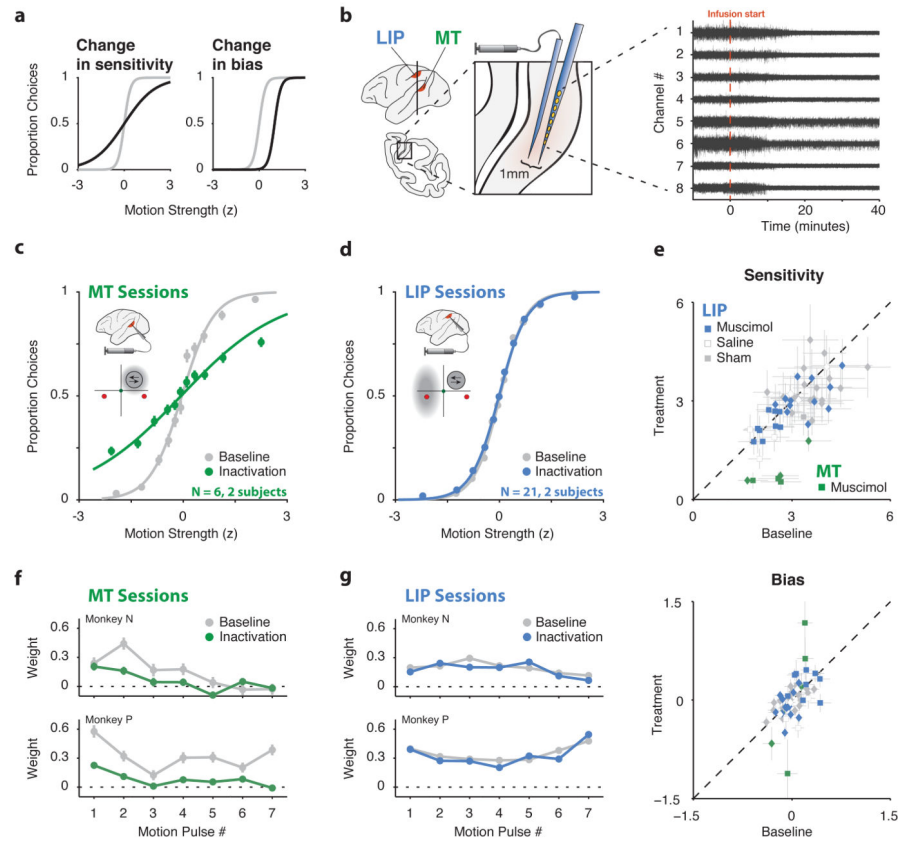 a
Change
in sensitivity
Change
in bias
Proportion Choices
1
0.5
0
-3
0
3
1
0.5
0
-3
0
3
Motion Strength (z)
b
LIP
MT
1mm
Infusion start
Channel #
1
2
3
4
5
6
7
8
0
20
40
Time (minutes)
c
MT Sessions
Proportion Choices
1
0.5
0
Baseline
Inactivation
N = 6, 2 subjects
-3
0
3
Motion Strength (z)
d
LIP Sessions
Proportion Choices
1
0.5
0
Baseline
Inactivation
N = 21, 2 subjects
-3
0
3
Motion Strength (z)
e
Sensitivity
LIP
Muscimol
Saline
Sham
MT
Muscimol
Treatment
6
3
0
0
3
6
Baseline
f
MT Sessions
Monkey N
Baseline
Inactivation
Weight
0.6
0.3
0
Monkey P
Weight
0.6
0.3
0
1
2
3
4
5
6
7
Motion Pulse #
g
LIP Sessions
Monkey N
Baseline
Inactivation
Weight
0.6
0.3
0
Monkey P
Weight
0.6
0.3
0
1
2
3
4
5
6
7
Motion Pulse #
Bias
Treatment
1.5
0
−1.5
−1.5
0
1.5
Baseline